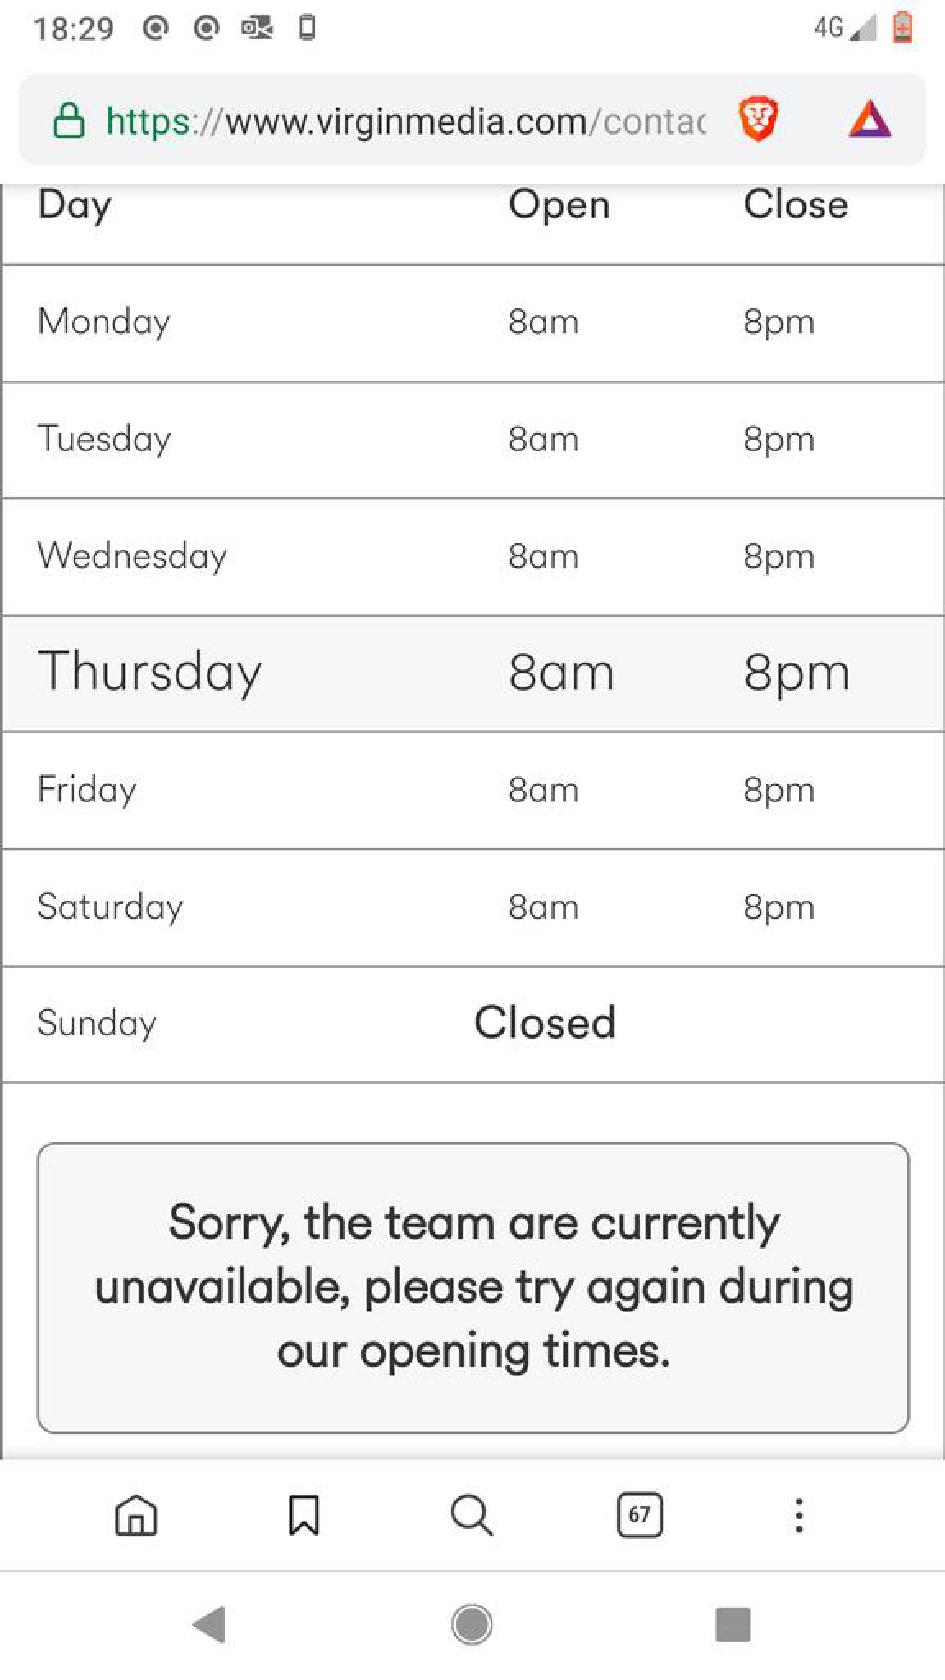 18:29 4G
https://www.virginmedia.com/contac
Day Open Close
Monday 8am 8pm
Tuesday 8am 8pm
Wednesday 8am 8pm
Thursday 8am 8pm
Friday 8am 8pm
Saturday 8am 8pm
Sunday Closed
Sorry, the team are currently
unavailable, please try again during
our opening times.
67